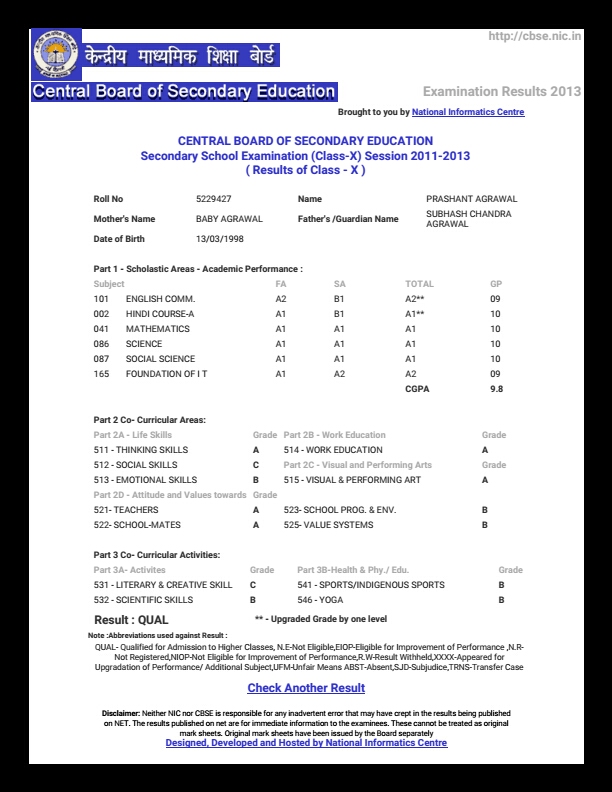 http://cbse.nic.in
केन्द्रीय माध्यमिक शिक्षा बोर्ड
Central Board of Secondary Education
Examination Results 2013
Brought to you by National Informatics Centre
CENTRAL BOARD OF SECONDARY EDUCATION
Secondary School Examination (Class-X) Session 2011-2013
( Results of Class - X )
Roll No 5229427 Name PRASHANT AGRAWAL
Mother's Name BABY AGRAWAL Father's /Guardian Name SUBHASH CHANDRA
AGRAWAL
Date of Birth 13/03/1998
Part 1 - Scholastic Areas - Academic Performance :
Subject FA SA TOTAL GP
101 ENGLISH COMM. A2 B1 A2** 09
002 HINDI COURSE-A A1 B1 A1** 10
041 MATHEMATICS A1 A1 A1 10
086 SCIENCE A1 A1 A1 10
087 SOCIAL SCIENCE A1 A1 A1 10
165 FOUNDATION OF I T A1 A2 A2 09
CGPA 9.8
Part 2 Co- Curricular Areas:
Part 2A - Life Skills Grade Part 2B - Work Education Grade
511 - THINKING SKILLS A 514 - WORK EDUCATION A
512 - SOCIAL SKILLS C Part 2C - Visual and Performing Arts Grade
513 - EMOTIONAL SKILLS B 515 - VISUAL & PERFORMING ART A
Part 2D - Attitude and Values towards Grade
521- TEACHERS A 523- SCHOOL PROG. & ENV. B
522- SCHOOL-MATES A 525- VALUE SYSTEMS B
Part 3 Co- Curricular Activities:
Part 3A- Activites Grade Part 3B-Health & Phy./ Edu. Grade
531 - LITERARY & CREATIVE SKILL C 541 - SPORTS/INDIGENOUS SPORTS B
532 - SCIENTIFIC SKILLS B 546 - YOGA B
Result : QUAL ** - Upgraded Grade by one level
Note :Abbreviations used against Result :
QUAL- Qualified for Admission to Higher Classes, N.E-Not Eligible,EIOP-Eligible for Improvement of Performance ,N.R-
Not Registered,NIOP-Not Eligible for Improvement of Performance,R.W-Result Withheld,XXXX-Appeared for
Upgradation of Performance/ Additional Subject,UFM-Unfair Means ABST-Absent,SJD-Subjudice,TRNS-Transfer Case
Check Another Result
Disclaimer: Neither NIC nor CBSE is responsible for any inadvertent error that may have crept in the results being published
on NET. The results published on net are for immediate information to the examinees. These cannot be treated as original
mark sheets. Original mark sheets have been issued by the Board separately
Designed, Developed and Hosted by National Informatics Centre